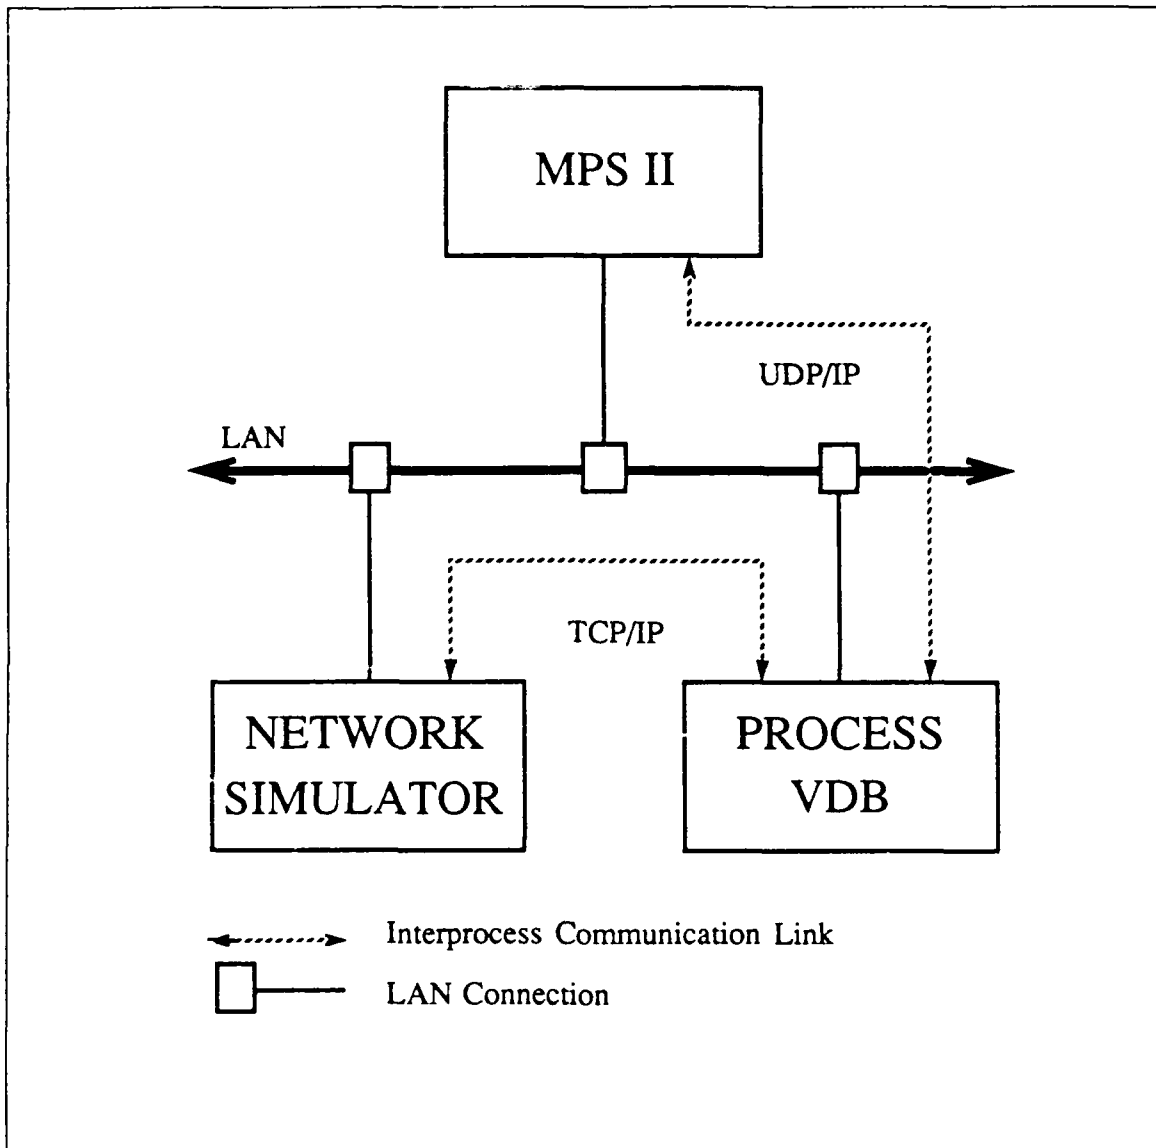 MPS II
UDP/IP
LAN
TCP/IP
NETWORK
SIMULATOR
PROCESS
VDB
Interprocess Communication Link
LAN Connection